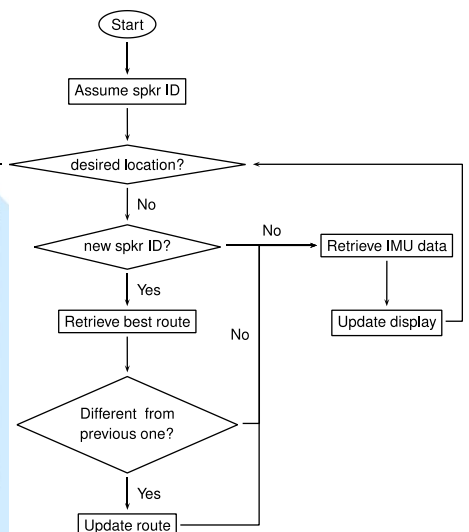 Start
Assume spkr ID
desired location?
No
new spkr ID?
No
Retrieve IMU data
Yes
Retrieve best route
Update display
No
Different from
previous one?
Yes
Update route